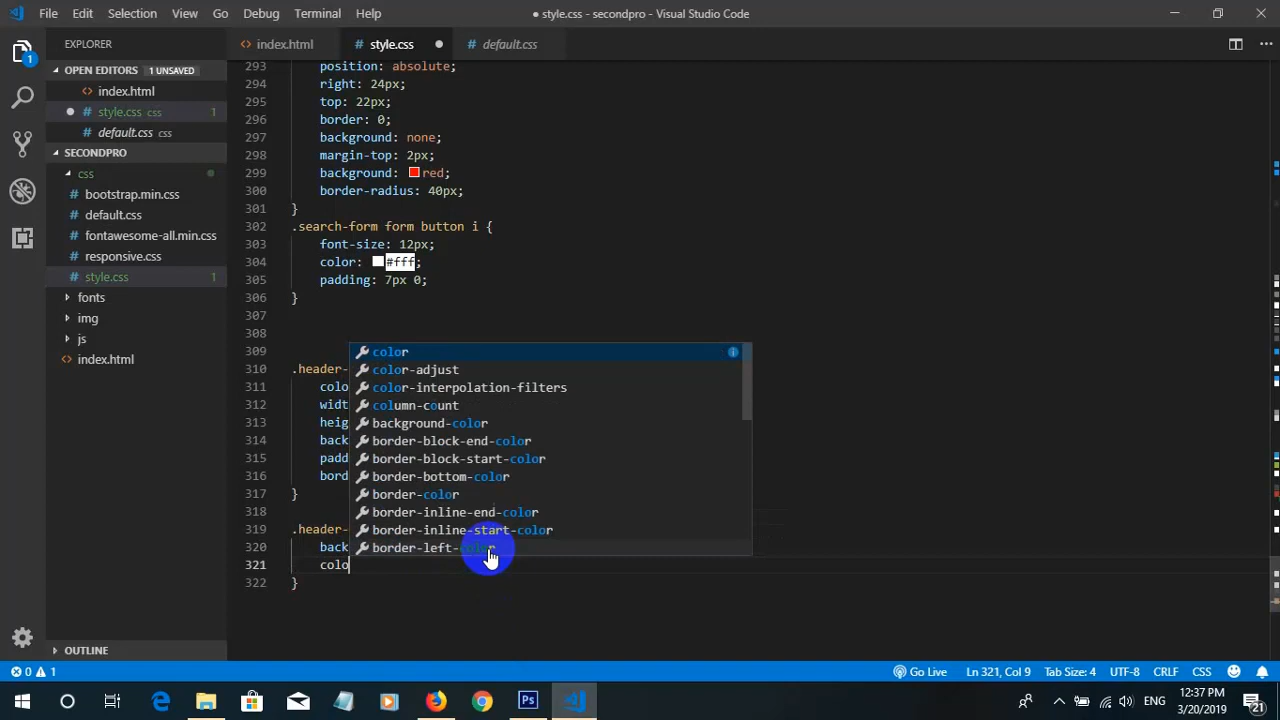 File Edit Selection View Go Debug Terminal Help
● style.css - secondpro - Visual Studio Code
EXPLORER
index.html
style.css
default.css
OPEN EDITORS 1 UNSAVED
index.html
style.css css 1
default.css css
SECONDPRO
css
bootstrap.min.css
default.css
fontawesome-all.min.css
responsive.css
style.css 1
fonts
img
js
index.html
OUTLINE
293 position: absolute;
294 right: 24px;
295 top: 22px;
296 border: 0;
297 background: none;
298 margin-top: 2px;
299 background: red;
300 border-radius: 40px;
301 }
302 .search-form form button i {
303 font-size: 12px;
304 color: #fff;
305 padding: 7px 0;
306 }
307
308
309
310 .header-
311 colo
312 widt
313 heig
314 back
315 padd
316 bord
317 }
318
319 .header-
320 back
321 colo
322 }
color
color-adjust
color-interpolation-filters
column-count
background-color
border-block-end-color
border-block-start-color
border-bottom-color
border-color
border-inline-end-color
border-inline-start-color
border-left-color
0 1
Go Live Ln 321, Col 9 Tab Size: 4 UTF-8 CRLF CSS
1
ENG
12:37 PM
3/20/2019
21